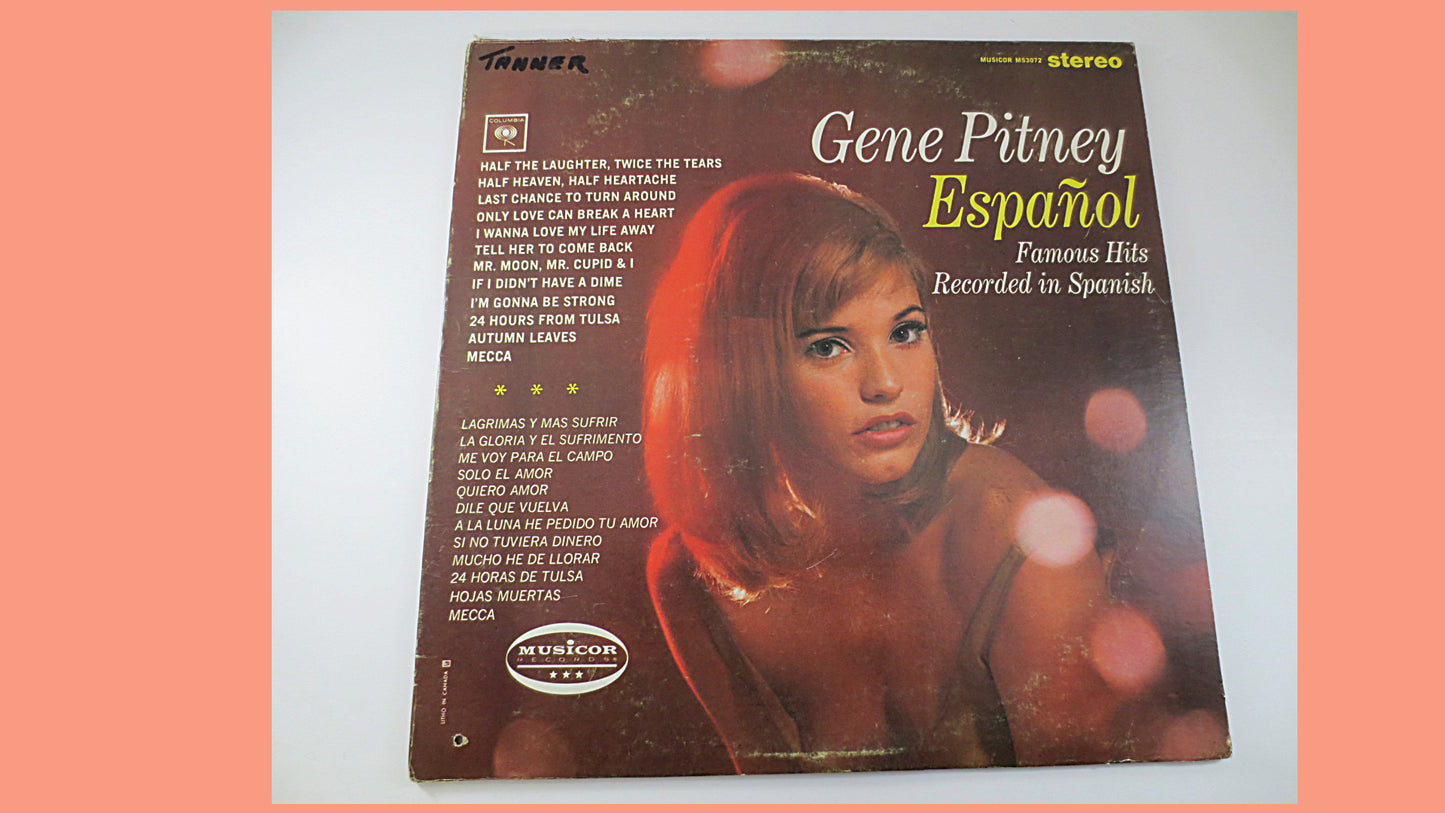 TANNER
MUSICOR MS3072 stereo
Gene Pitney
Español
Famous Hits
Recorded in Spanish
COLUMBIA
HALF THE LAUGHTER, TWICE THE TEARS
HALF HEAVEN, HALF HEARTACHE
LAST CHANCE TO TURN AROUND
ONLY LOVE CAN BREAK A HEART
I WANNA LOVE MY LIFE AWAY
TELL HER TO COME BACK
MR. MOON, MR. CUPID & I
IF I DIDN'T HAVE A DIME
I'M GONNA BE STRONG
24 HOURS FROM TULSA
AUTUMN LEAVES
MECCA
* * *
LAGRIMAS Y MAS SUFRIR
LA GLORIA Y EL SUFRIMENTO
ME VOY PARA EL CAMPO
SOLO EL AMOR
QUIERO AMOR
DILE QUE VUELVA
A LA LUNA HE PEDIDO TU AMOR
SI NO TUVIERA DINERO
MUCHO HE DE LLORAR
24 HORAS DE TULSA
HOJAS MUERTAS
MECCA
MUSICOR
RECORDS®
LITHO IN CANADA